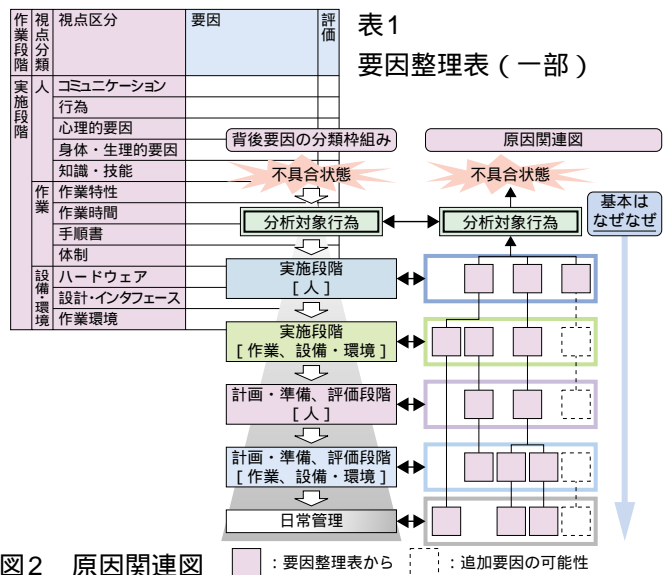 作業段階
視点分類
視点区分
要因
評価
表1
要因整理表(一部)
実施段階
人
コミュニケーション
行為
心理的要因
身体・生理的要因
知識・技能
作業
作業特性
作業時間
手順書
体制
設備・環境
ハードウェア
設計・インタフェース
作業環境
背後要因の分類枠組み
原因関連図
不具合状態
不具合状態
分析対象行為
分析対象行為
基本は
なぜなぜ
実施段階
[人]
実施段階
[作業、設備・環境]
計画・準備、評価段階
[人]
計画・準備、評価段階
[作業、設備・環境]
日常管理
図2 原因関連図
:要因整理表から
:追加要因の可能性